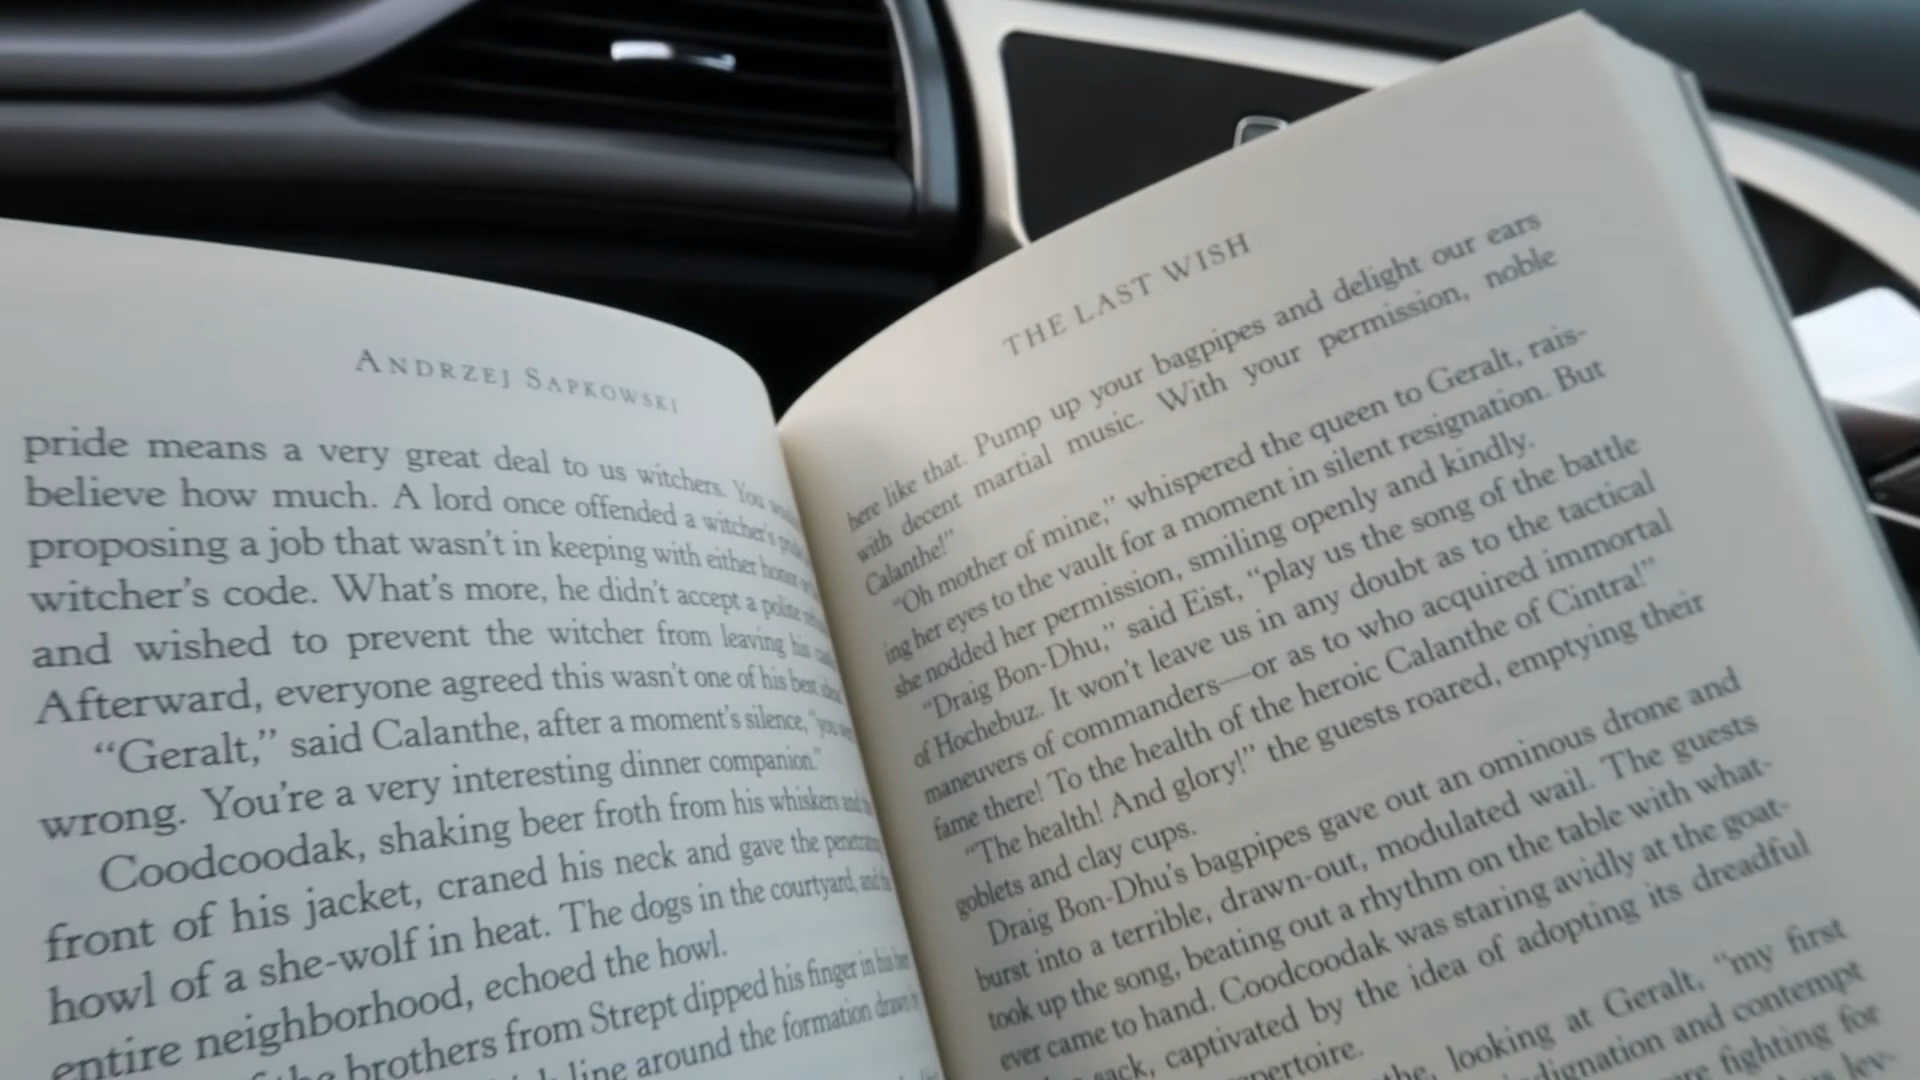 ANDRZEJ SAPKOWSKI
pride means a very great deal to us witchers. You
believe how much. A lord once offended a witcher's
proposing a job that wasn't in keeping with either honor
witcher's code. What's more, he didn't accept a polite
and wished to prevent the witcher from leaving his
Afterward, everyone agreed this wasn't one of his best
“Geralt,” said Calanthe, after a moment's silence,
wrong. You're a very interesting dinner companion.”
Coodcoodak, shaking beer froth from his whiskers and
front of his jacket, craned his neck and gave the
howl of a she-wolf in heat. The dogs in the courtyard,
entire neighborhood, echoed the howl.
brothers from Strept dipped his finger in his
line around the formation drawn
THE LAST WISH
here like that. Pump up your bagpipes and delight our ears
with decent martial music. With your permission, noble
Calanthe!”
“Oh mother of mine,” whispered the queen to Geralt, rais-
ing her eyes to the vault for a moment in silent resignation. But
she nodded her permission, smiling openly and kindly.
“Draig Bon-Dhu,” said Eist, “play us the song of the battle
of Hochebuz. It won't leave us in any doubt as to the tactical
maneuvers of commanders—or as to who acquired immortal
fame there! To the health of the heroic Calanthe of Cintra!”
“The health! And glory!” the guests roared, emptying their
goblets and clay cups.
Draig Bon-Dhu's bagpipes gave out an ominous drone and
burst into a terrible, drawn-out, modulated wail. The guests
took up the song, beating out a rhythm on the table with what-
ever came to hand. Coodcoodak was staring avidly at the goat-
sack, captivated by the idea of adopting its dreadful
looking at Geralt, “my first
and contempt
fighting for